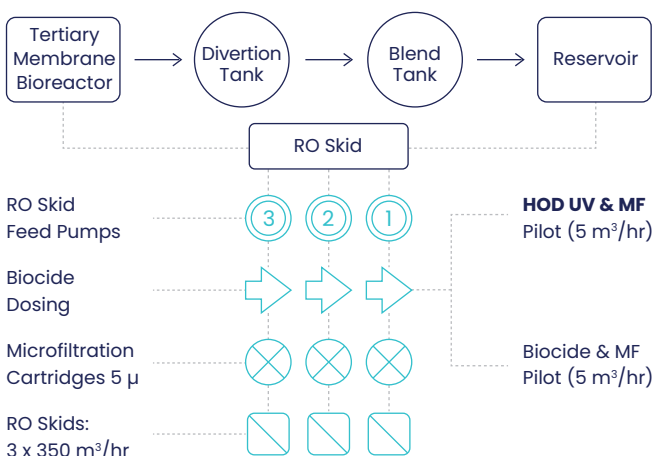 Tertiary
Membrane
Bioreactor
Divertion
Tank
Blend
Tank
Reservoir
RO Skid
RO Skid
Feed Pumps
3
2
1
HOD UV & MF
Pilot (5 m³/hr)
Biocide
Dosing
Microfiltration
Cartridges 5 µ
Biocide & MF
Pilot (5 m³/hr)
RO Skids:
3 x 350 m³/hr